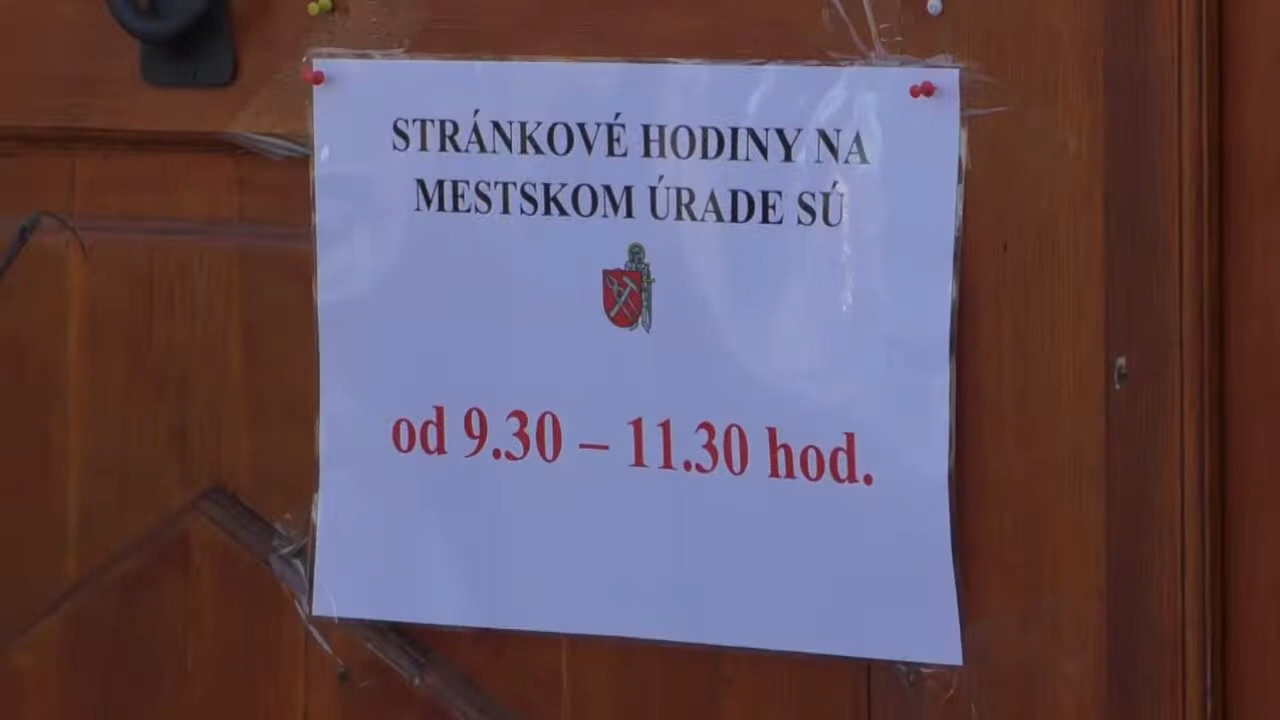 STRÁNKOVÉ HODINY NA
MESTSKOM ÚRADE SÚ
od 9.30 – 11.30 hod.